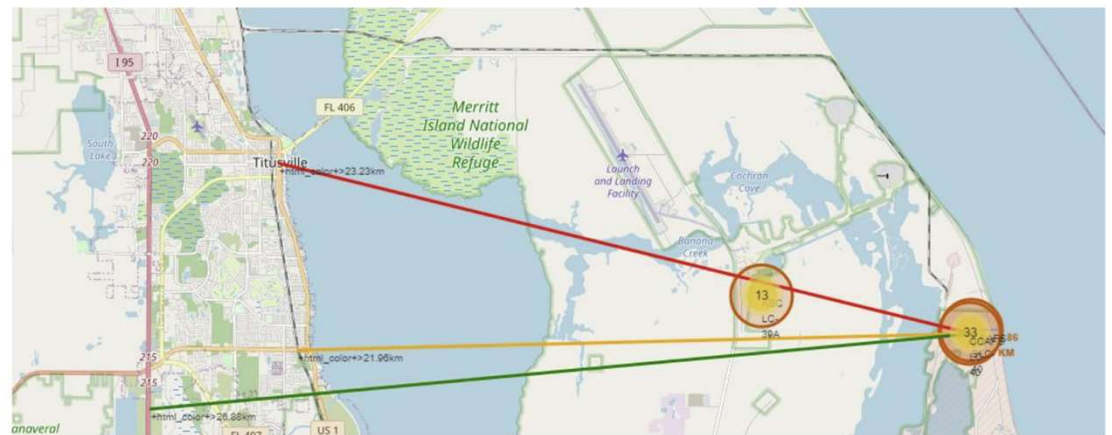 I 95
FL 406
Merritt
Island National
Wildlife
Refuge
220
220
South
Lake
Titusville
+html_color+>23.23km
Launch
and Landing
Facility
Cochran
Cove
Banana
Creek
13
LC-
39A
33
215
+html_color+>21.96km
215
+html_color+>26.88km
anaveral
FL 407
US 1